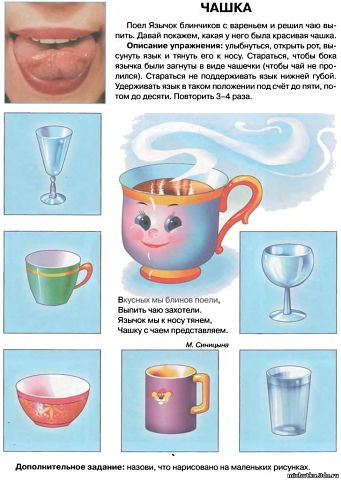 ЧАШКА
Поел Язычок блинчиков с вареньем и решил чаю вы-
пить. Давай покажем, какая у него была красивая чашка.
Описание упражнения: улыбнуться, открыть рот, вы-
сунуть язык и тянуть его к носу. Стараться, чтобы бока
язычка были загнуты в виде чашечки (чтобы чай не про-
лился). Стараться не поддерживать язык нижней губой.
Удерживать язык в таком положении под счёт до пяти, по-
том до десяти. Повторить 3–4 раза.
Вкусных мы блинов поели,
Выпить чаю захотели.
Язычок мы к носу тянем,
Чашку с чаем представляем.
М. Синицына
Дополнительное задание: назови, что нарисовано на маленьких рисунках.
mishutka.3dn.ru